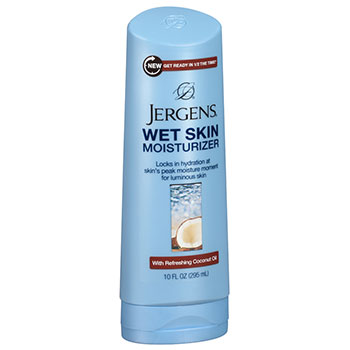 NEW GET READY IN 1/2 THE TIME*
JERGENS
WET SKIN
MOISTURIZER
Locks in hydration at
skin's peak moisture moment
for luminous skin
With Refreshing Coconut Oil
10 FL OZ (295 mL)